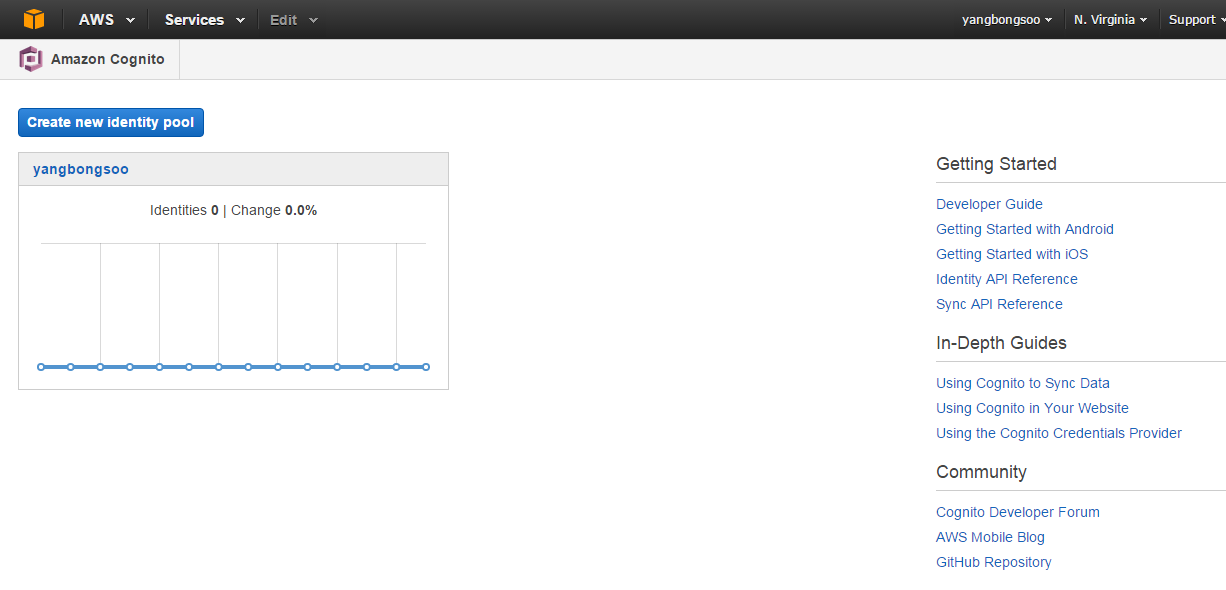 AWS Services Edit yangbongsoo N. Virginia Support
Amazon Cognito
Create new identity pool
yangbongsoo
Identities 0 | Change 0.0%
Getting Started
Developer Guide
Getting Started with Android
Getting Started with iOS
Identity API Reference
Sync API Reference
In-Depth Guides
Using Cognito to Sync Data
Using Cognito in Your Website
Using the Cognito Credentials Provider
Community
Cognito Developer Forum
AWS Mobile Blog
GitHub Repository